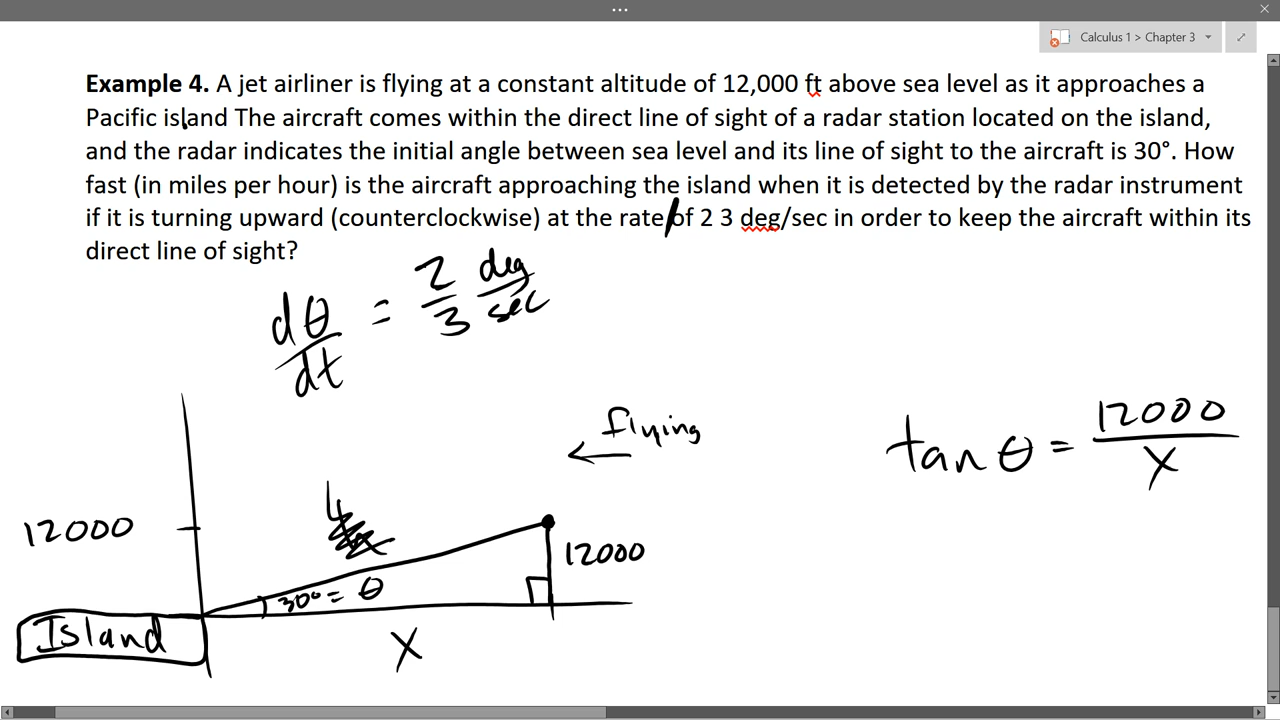 Calculus 1 > Chapter 3
Example 4. A jet airliner is flying at a constant altitude of 12,000 ft above sea level as it approaches a
Pacific island The aircraft comes within the direct line of sight of a radar station located on the island,
and the radar indicates the initial angle between sea level and its line of sight to the aircraft is 30°. How
fast (in miles per hour) is the aircraft approaching the island when it is detected by the radar instrument
if it is turning upward (counterclockwise) at the rate of 2 3 deg/sec in order to keep the aircraft within its
direct line of sight?
dθ/dt = 2/3 deg/sec
flying
tan θ = 12000/x
12000
12000
30° = θ
Island
X